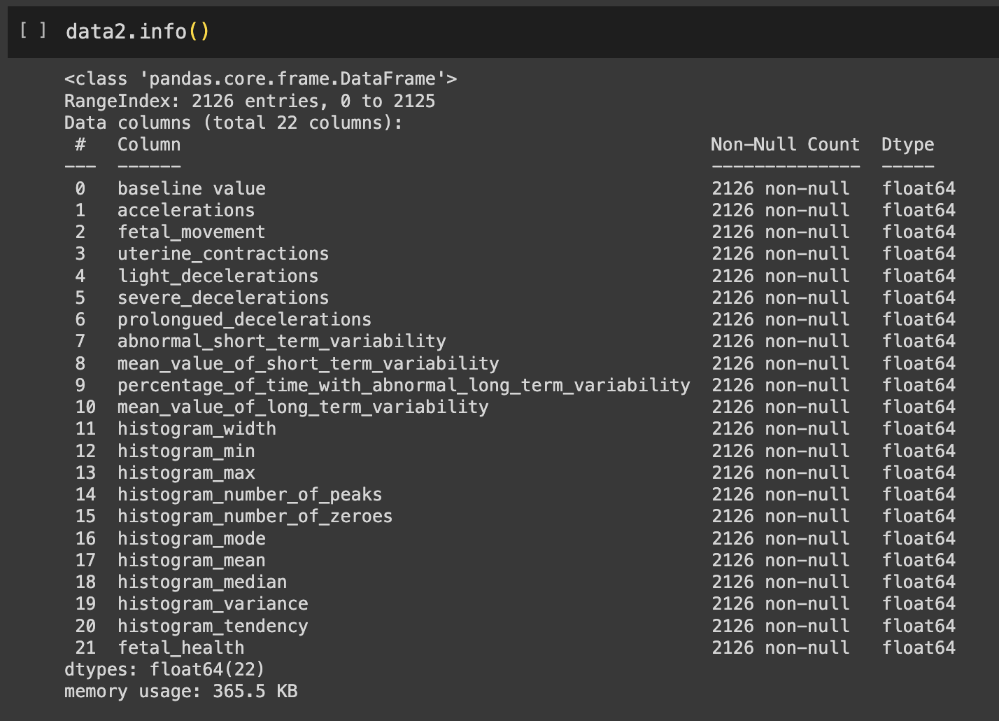 [ ] data2.info()
<class 'pandas.core.frame.DataFrame'>
RangeIndex: 2126 entries, 0 to 2125
Data columns (total 22 columns):
 #   Column                                                  Non-Null Count  Dtype
---  ------                                                  --------------  -----
 0   baseline value                                          2126 non-null   float64
 1   accelerations                                           2126 non-null   float64
 2   fetal_movement                                          2126 non-null   float64
 3   uterine_contractions                                    2126 non-null   float64
 4   light_decelerations                                     2126 non-null   float64
 5   severe_decelerations                                    2126 non-null   float64
 6   prolongued_decelerations                                2126 non-null   float64
 7   abnormal_short_term_variability                         2126 non-null   float64
 8   mean_value_of_short_term_variability                    2126 non-null   float64
 9   percentage_of_time_with_abnormal_long_term_variability  2126 non-null   float64
 10  mean_value_of_long_term_variability                     2126 non-null   float64
 11  histogram_width                                         2126 non-null   float64
 12  histogram_min                                           2126 non-null   float64
 13  histogram_max                                           2126 non-null   float64
 14  histogram_number_of_peaks                               2126 non-null   float64
 15  histogram_number_of_zeroes                              2126 non-null   float64
 16  histogram_mode                                          2126 non-null   float64
 17  histogram_mean                                          2126 non-null   float64
 18  histogram_median                                        2126 non-null   float64
 19  histogram_variance                                      2126 non-null   float64
 20  histogram_tendency                                      2126 non-null   float64
 21  fetal_health                                            2126 non-null   float64
dtypes: float64(22)
memory usage: 365.5 KB